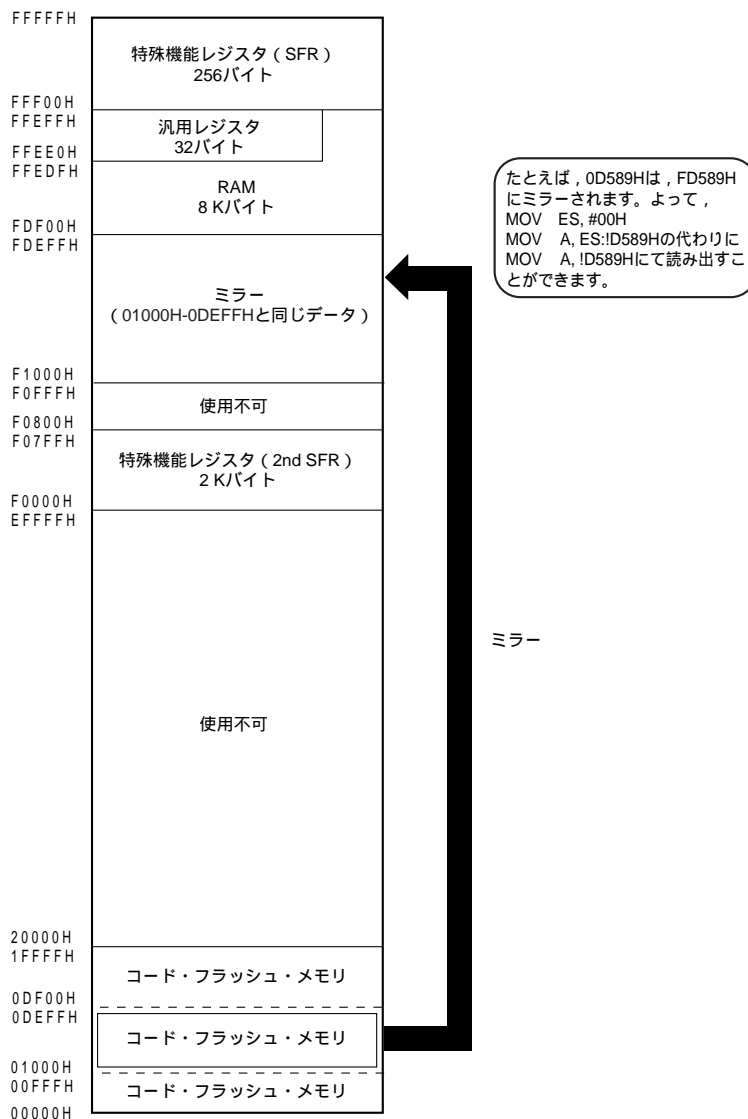 FFFFFH
特殊機能レジスタ ( SFR )
256バイト
FFF00H
FFEFFH
汎用レジスタ
32バイト
FFEE0H
FFEDFH
RAM
8 Kバイト
FDF00H
FDEFFH
ミラー
( 01000H-0DEFFHと同じデータ )
F1000H
F0FFFH
使用不可
F0800H
F07FFH
特殊機能レジスタ ( 2nd SFR )
2 Kバイト
F0000H
EFFFFH
使用不可
20000H
1FFFFH
コード・フラッシュ・メモリ
0DF00H
0DEFFH
コード・フラッシュ・メモリ
01000H
00FFFH
コード・フラッシュ・メモリ
00000H
たとえば , 0D589Hは , FD589H
にミラーされます。よって ,
MOV ES, #00H
MOV A, ES:!D589Hの代わりに
MOV A, !D589Hにて読み出すこ
とができます。
ミラー